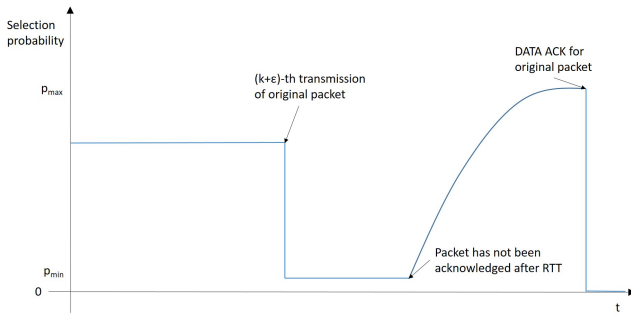 Selection
probability
DATA ACK for
original packet
(k+ε)-th transmission
of original packet
pmax
Packet has not been
acknowledged after RTT
pmin
0
t